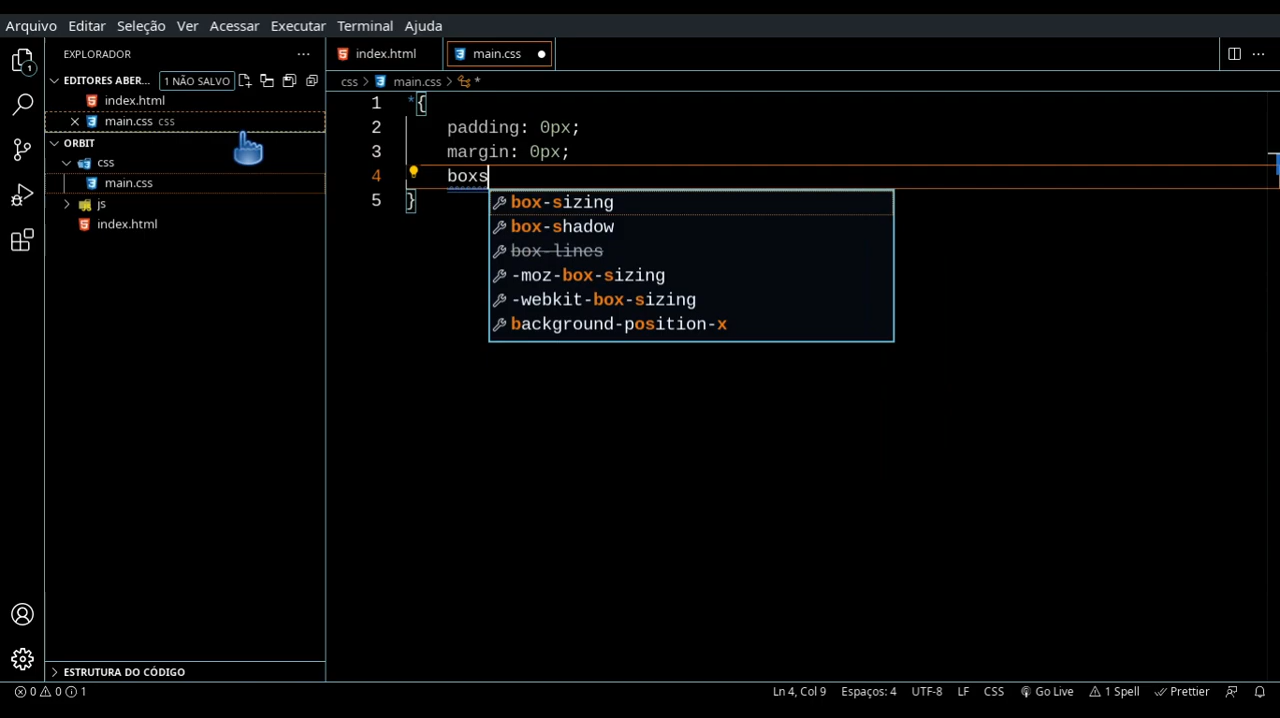 Arquivo Editar Seleção Ver Acessar Executar Terminal Ajuda
EXPLORADOR ···
EDITORES ABER... 1 NÃO SALVO
index.html
main.css css
ORBIT
css
main.css
js
index.html
ESTRUTURA DO CÓDIGO
index.html main.css
css > main.css > *
1 *{
2 padding: 0px;
3 margin: 0px;
4 boxs
5 }
box-sizing
box-shadow
box-lines
-moz-box-sizing
-webkit-box-sizing
background-position-x
1
0 0 1 Ln 4, Col 9 Espaços: 4 UTF-8 LF CSS Go Live 1 Spell Prettier